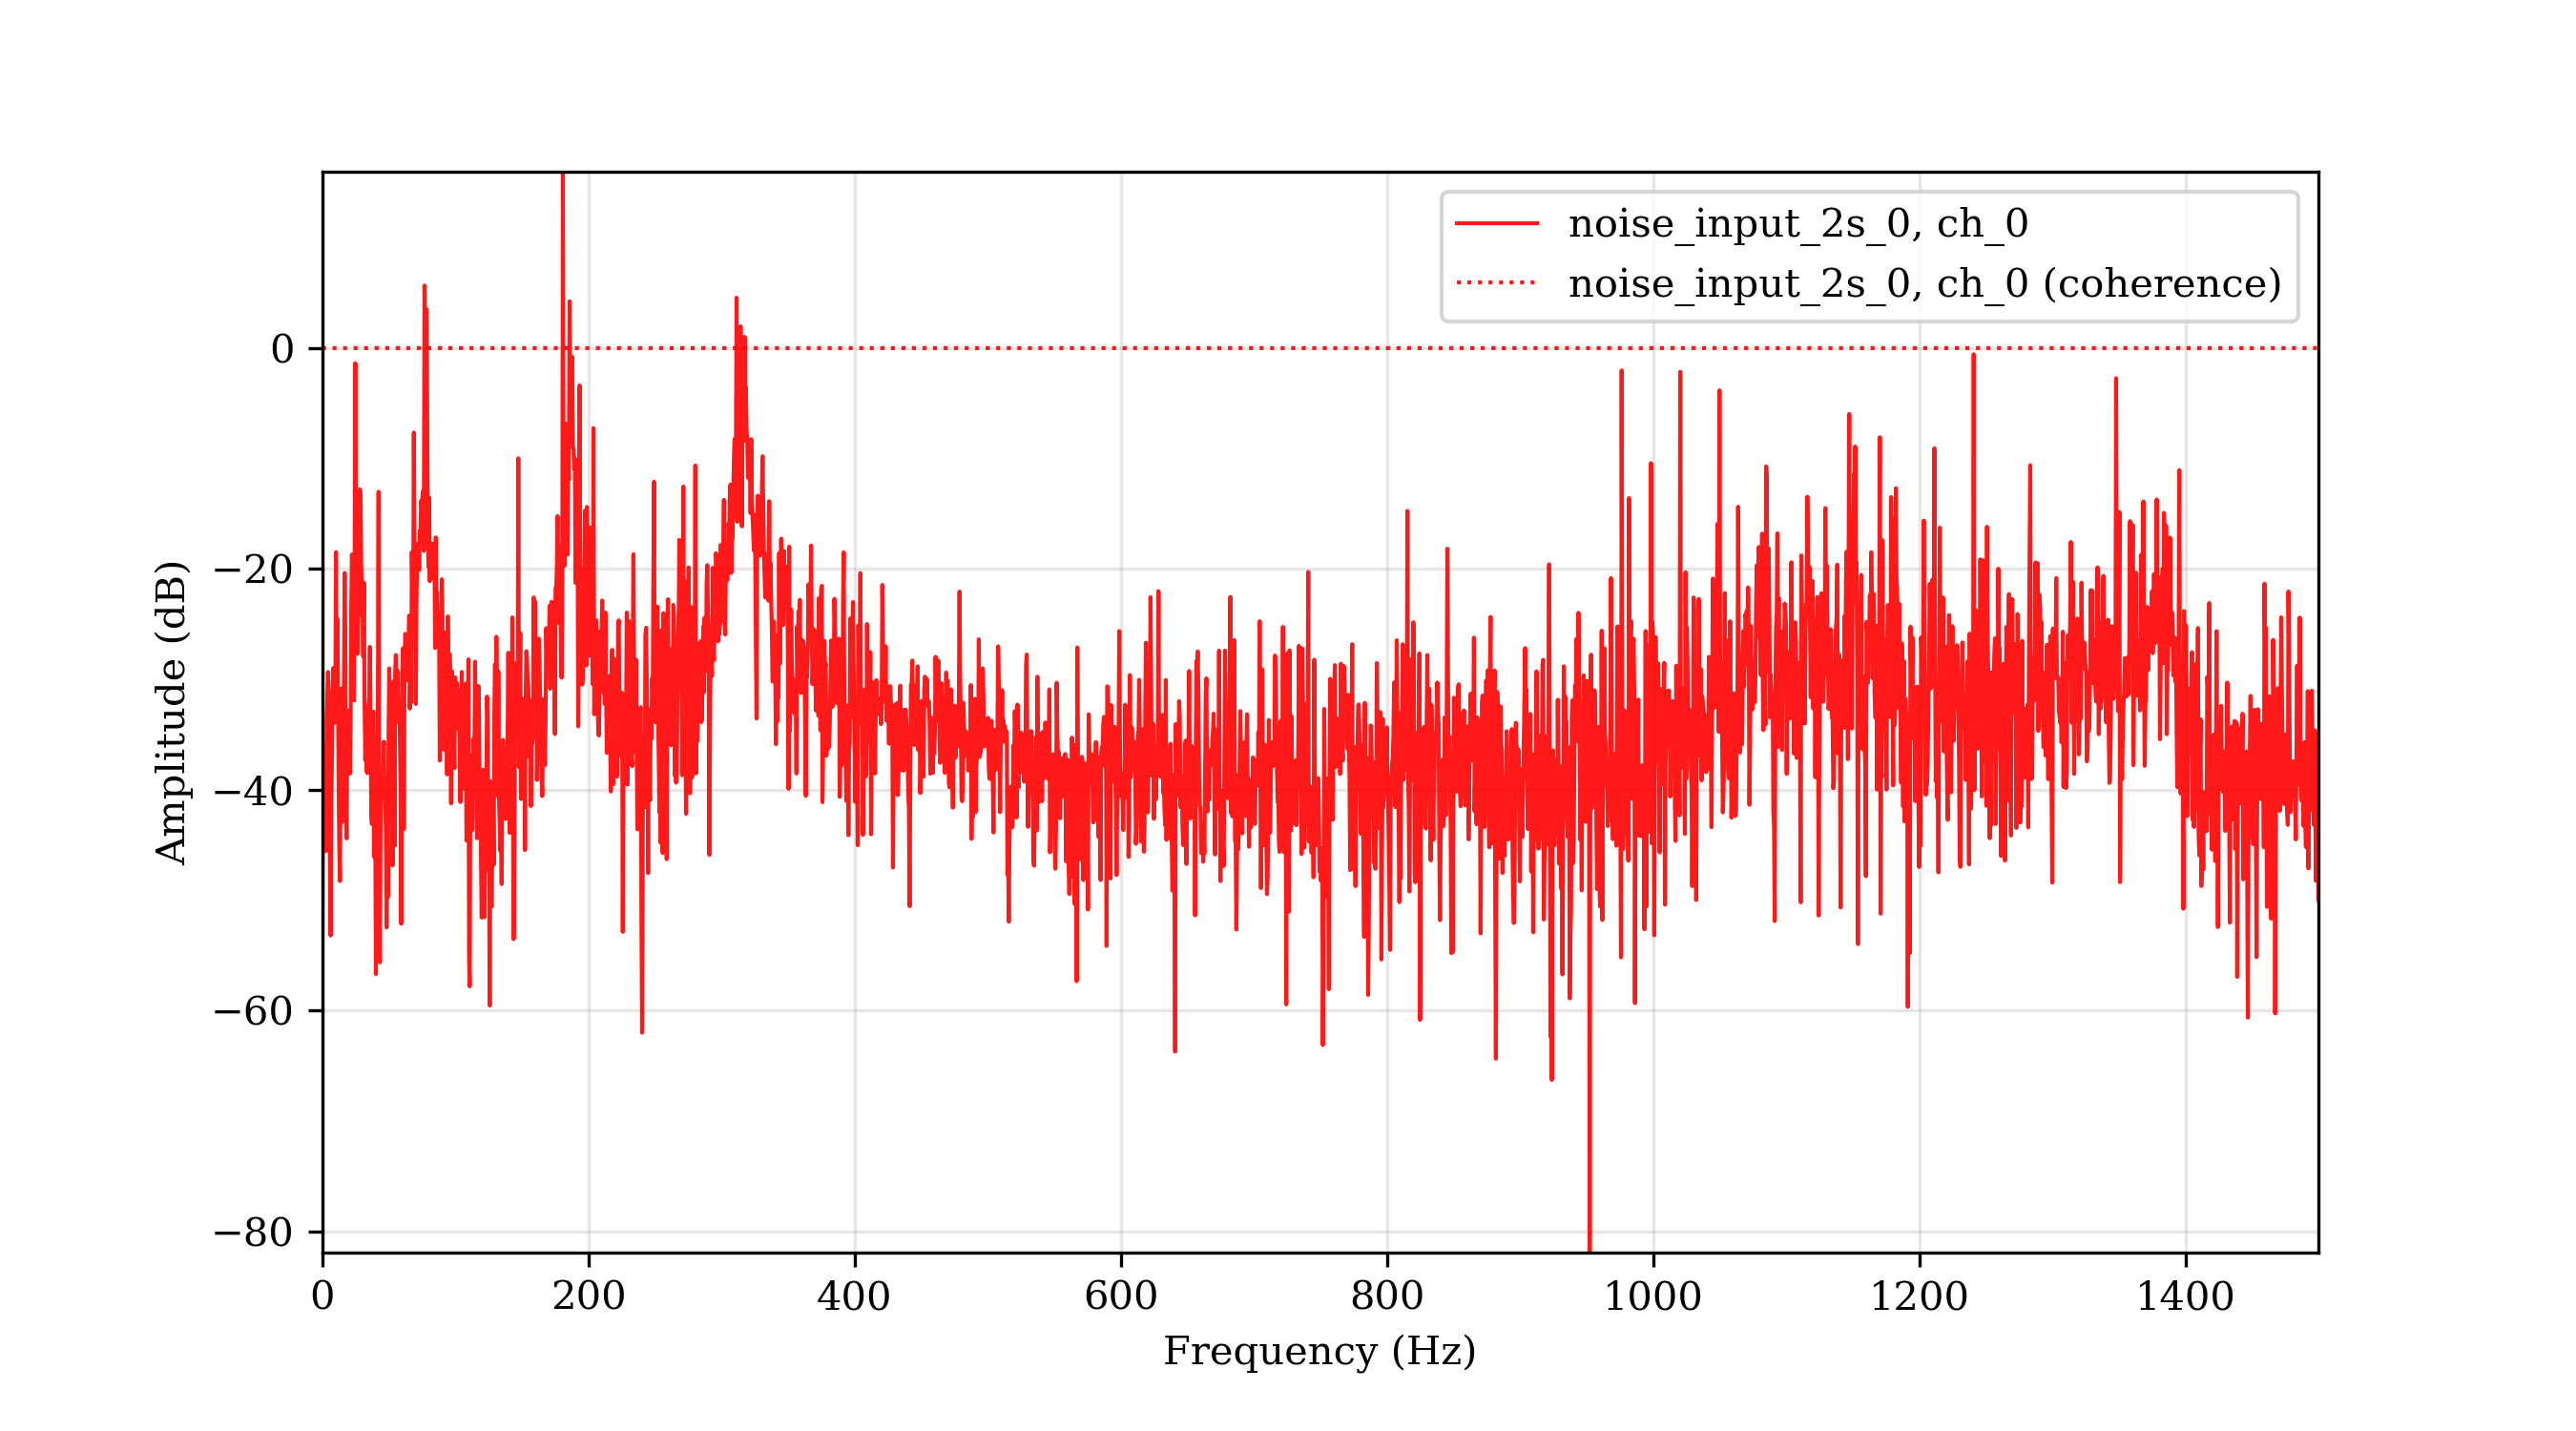 noise_input_2s_0, ch_0
noise_input_2s_0, ch_0 (coherence)
Amplitude (dB)
0
−20
−40
−60
−80
0 200 400 600 800 1000 1200 1400
Frequency (Hz)